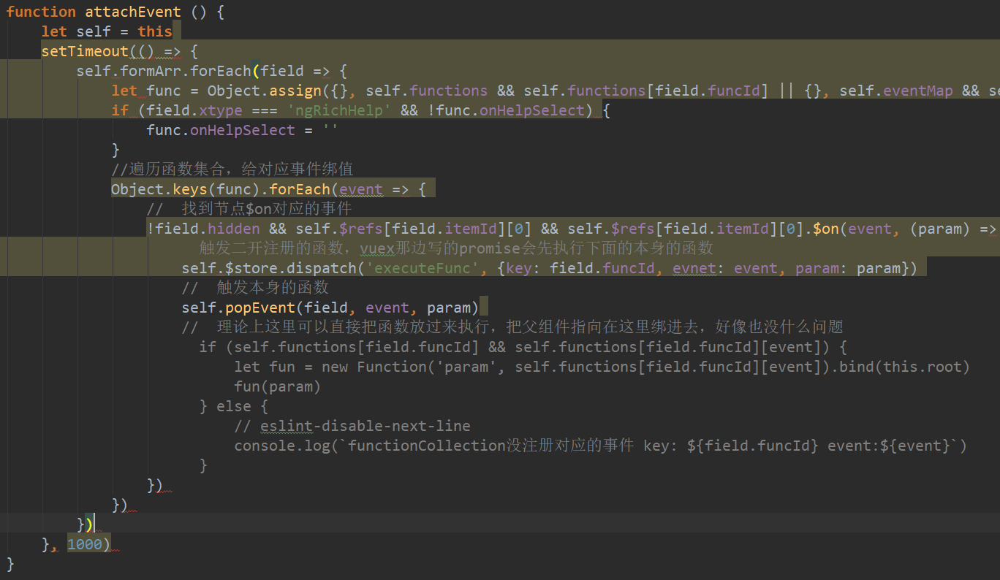 function attachEvent () {
let self = this
setTimeout(() => {
self.formArr.forEach(field => {
let func = Object.assign({}, self.functions && self.functions[field.funcId] || {}, self.eventMap && se
if (field.xtype === 'ngRichHelp' && !func.onHelpSelect) {
func.onHelpSelect = ''
}
//遍历函数集合，给对应事件绑值
Object.keys(func).forEach(event => {
// 找到节点$on对应的事件
!field.hidden && self.$refs[field.itemId][0] && self.$refs[field.itemId][0].$on(event, (param) =>
触发二开注册的函数，vuex那边写的promise会先执行下面的本身的函数
self.$store.dispatch('executeFunc', {key: field.funcId, evnet: event, param: param})
// 触发本身的函数
self.popEvent(field, event, param)
// 理论上这里可以直接把函数放过来执行，把父组件指向在这里绑进去，好像也没什么问题
if (self.functions[field.funcId] && self.functions[field.funcId][event]) {
let fun = new Function('param', self.functions[field.funcId][event]).bind(this.root)
fun(param)
} else {
// eslint-disable-next-line
console.log(`functionCollection没注册对应的事件 key: ${field.funcId} event:${event}`)
}
})
})
})
}, 1000)
}